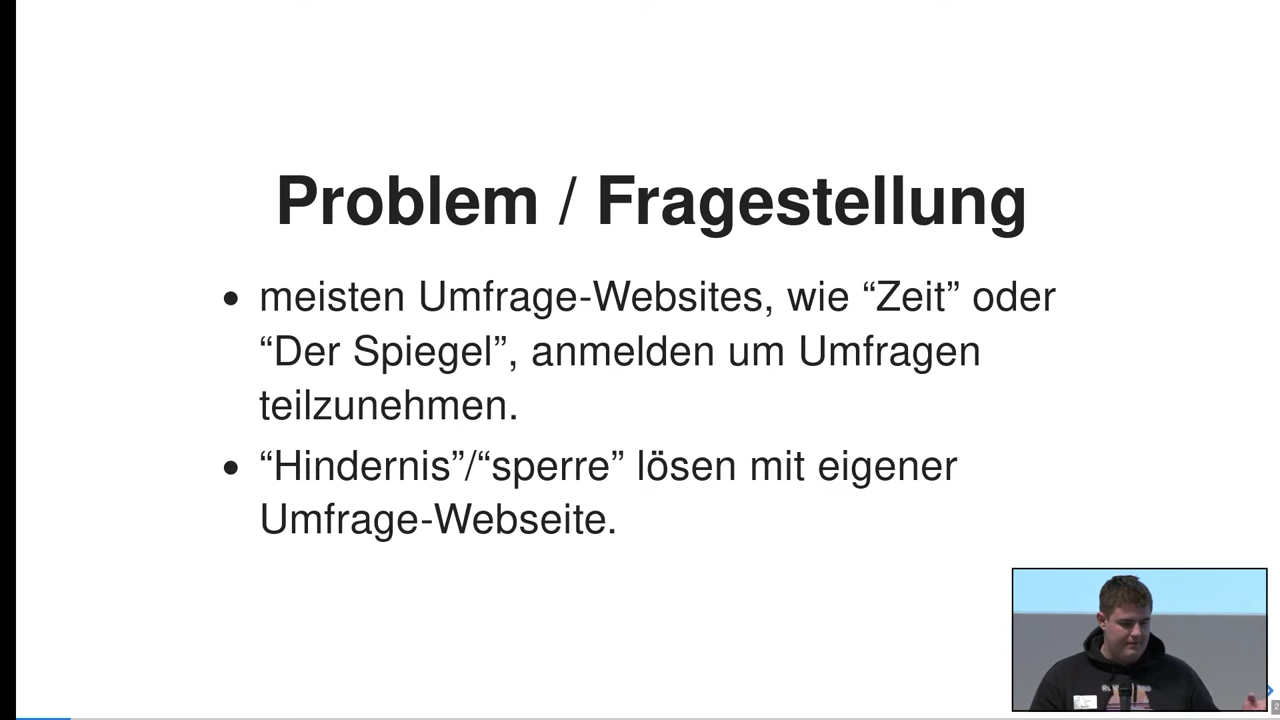 Problem / Fragestellung
• meisten Umfrage-Websites, wie “Zeit” oder
“Der Spiegel”, anmelden um Umfragen
teilzunehmen.
• “Hindernis”/“sperre” lösen mit eigener
Umfrage-Webseite.
2